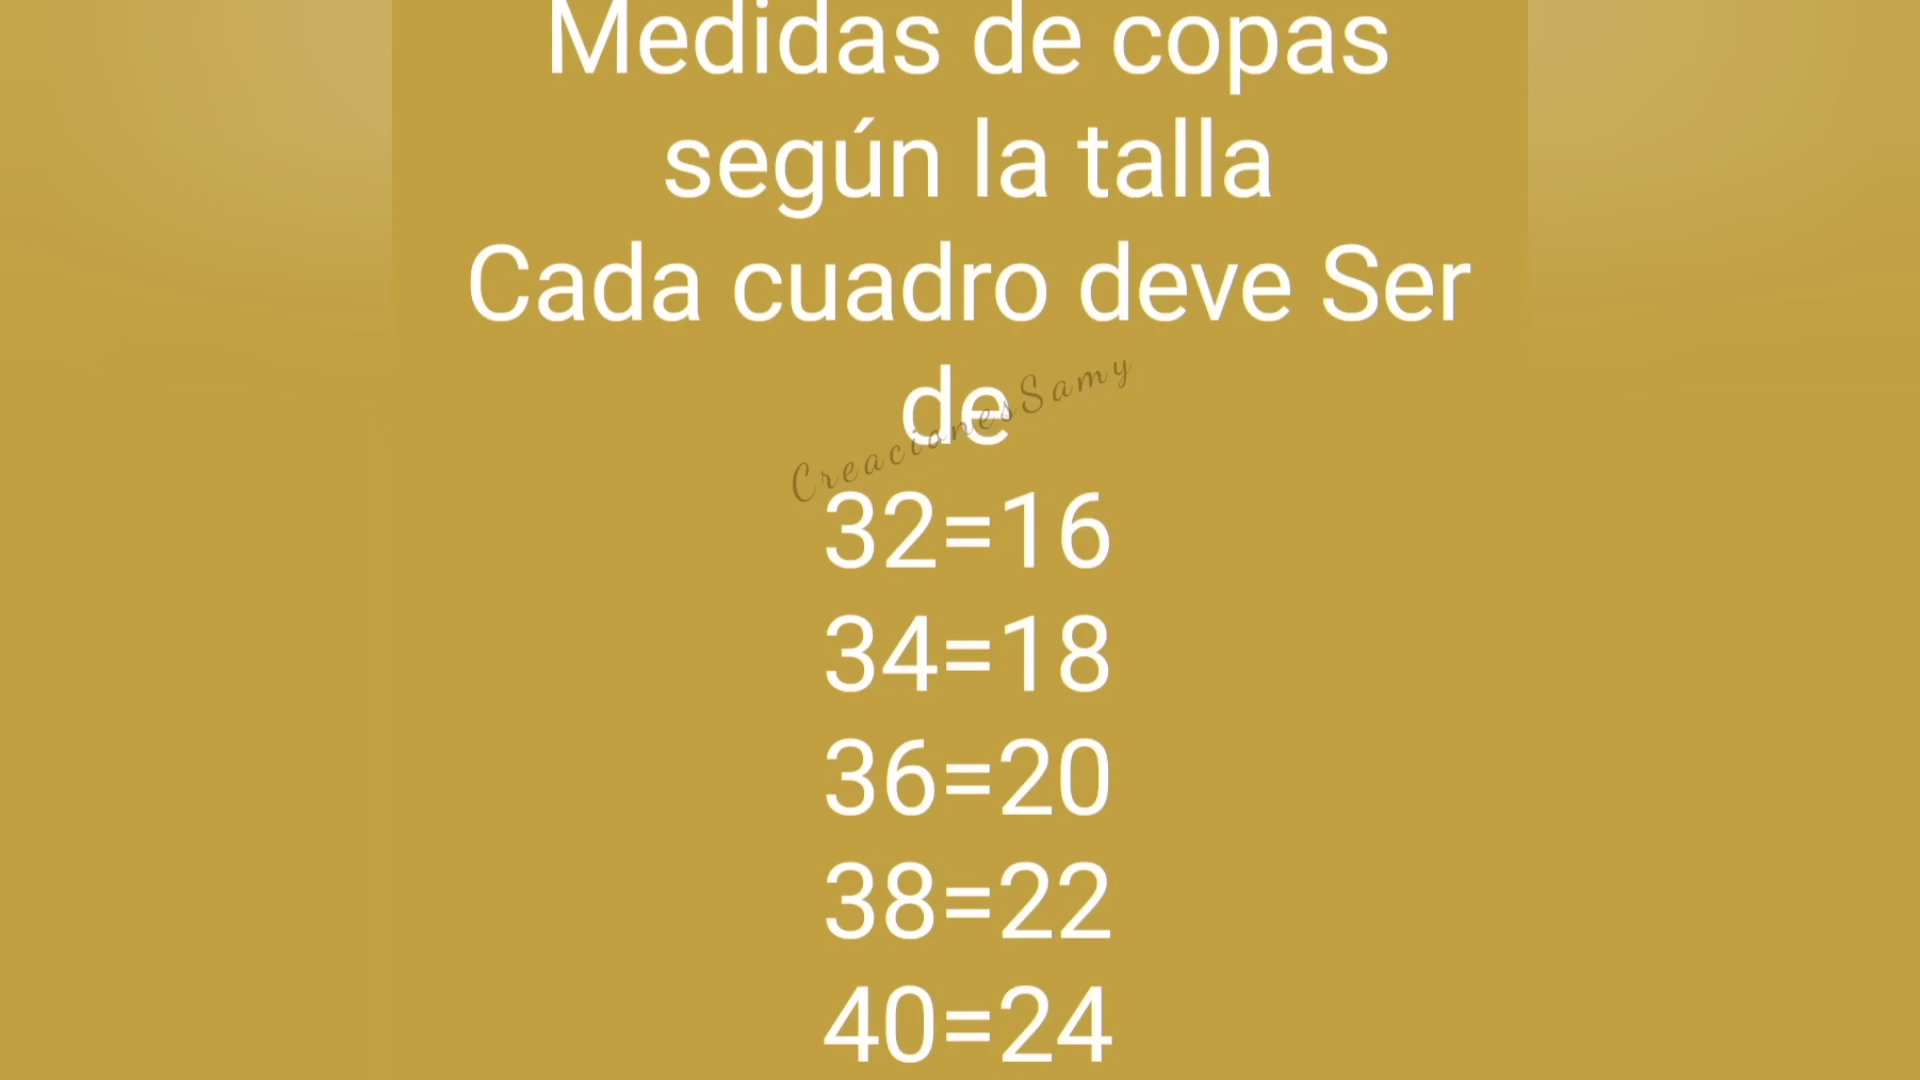 Medidas de copas
según la talla
Cada cuadro deve Ser
de
CreacionesSamy
32=16
34=18
36=20
38=22
40=24